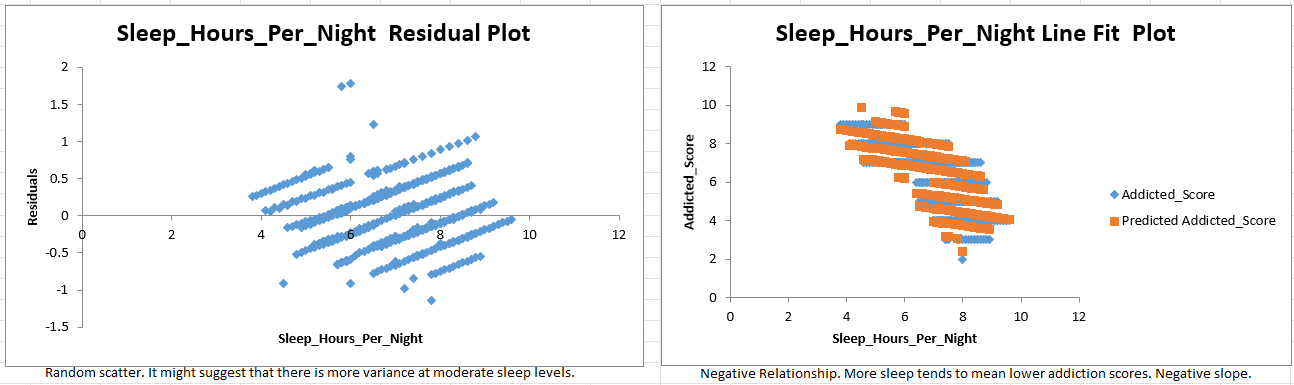 Sleep_Hours_Per_Night Residual Plot
2
1.5
1
0.5
0
-0.5
-1
-1.5
0
4
6
8
10
12
Residuals
Sleep_Hours_Per_Night
Random scatter. It might suggest that there is more variance at moderate sleep levels.
Sleep_Hours_Per_Night Line Fit Plot
12
10
8
6
4
2
0
0
2
4
6
8
10
12
Addicted_Score
Sleep_Hours_Per_Night
Addicted_Score
Predicted Addicted_Score
Negative Relationship. More sleep tends to mean lower addiction scores. Negative slope.